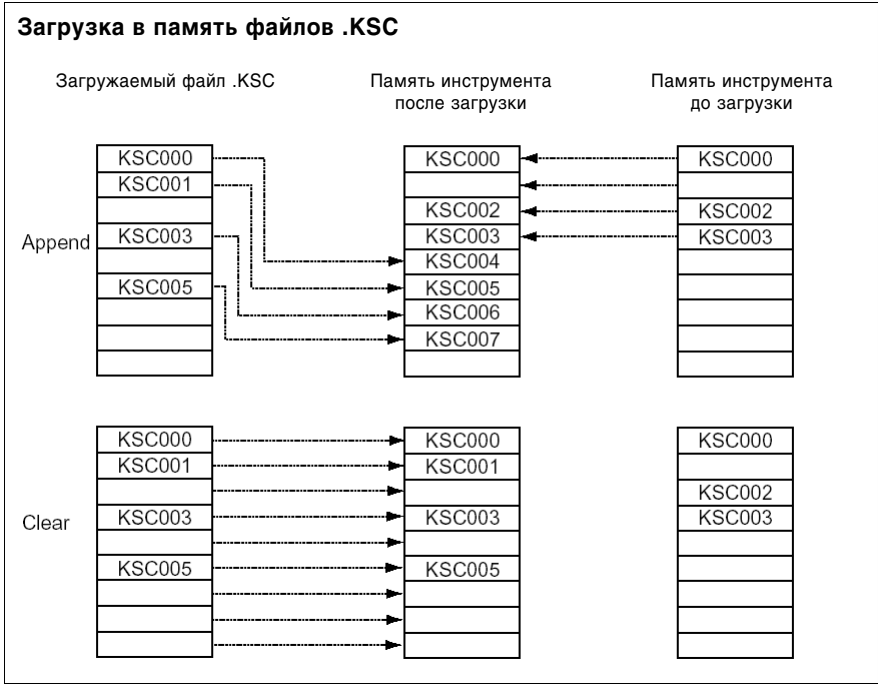 Загрузка в память файлов .KSC
Загружаемый файл .KSC
Память инструмента
после загрузки
Память инструмента
до загрузки
Append
KSC000
KSC001
KSC003
KSC005
KSC000
KSC002
KSC003
KSC004
KSC005
KSC006
KSC007
KSC000
KSC002
KSC003
Clear
KSC000
KSC001
KSC003
KSC005
KSC000
KSC001
KSC003
KSC005
KSC000
KSC002
KSC003